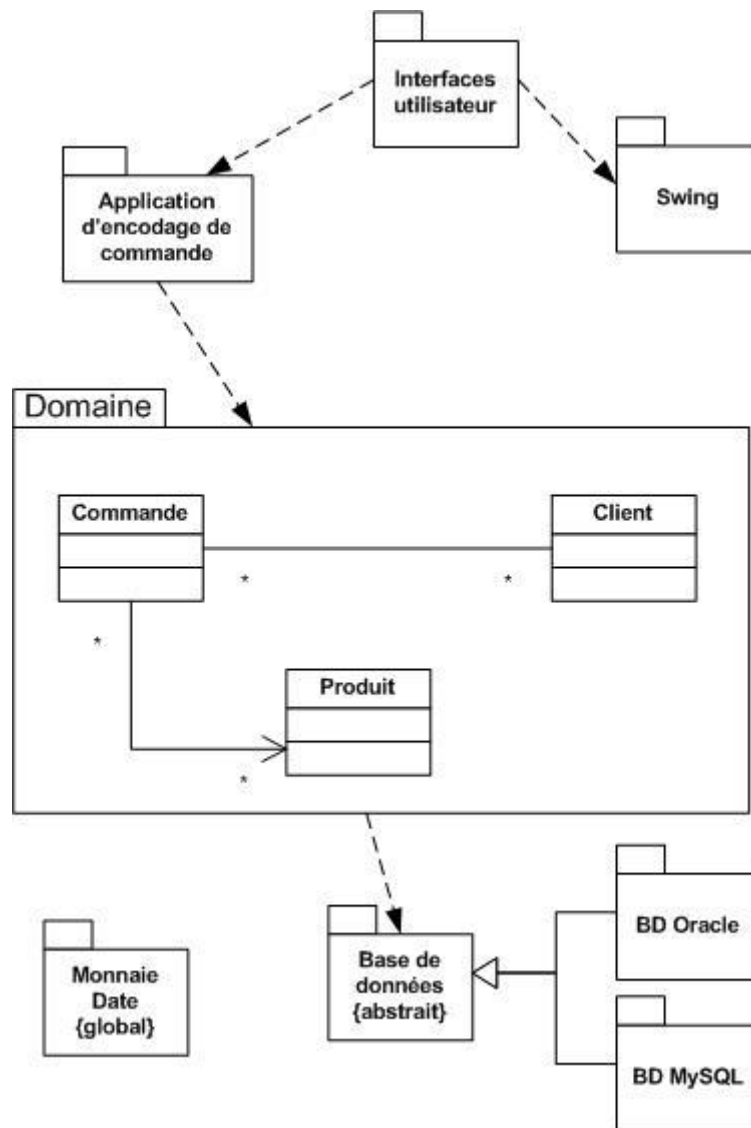 Interfaces
utilisateur
Application
d'encodage de
commande
Swing
Domaine
Commande
Client
*
*
*
Produit
*
Monnaie
Date
{global}
Base de
données
{abstrait}
BD Oracle
BD MySQL